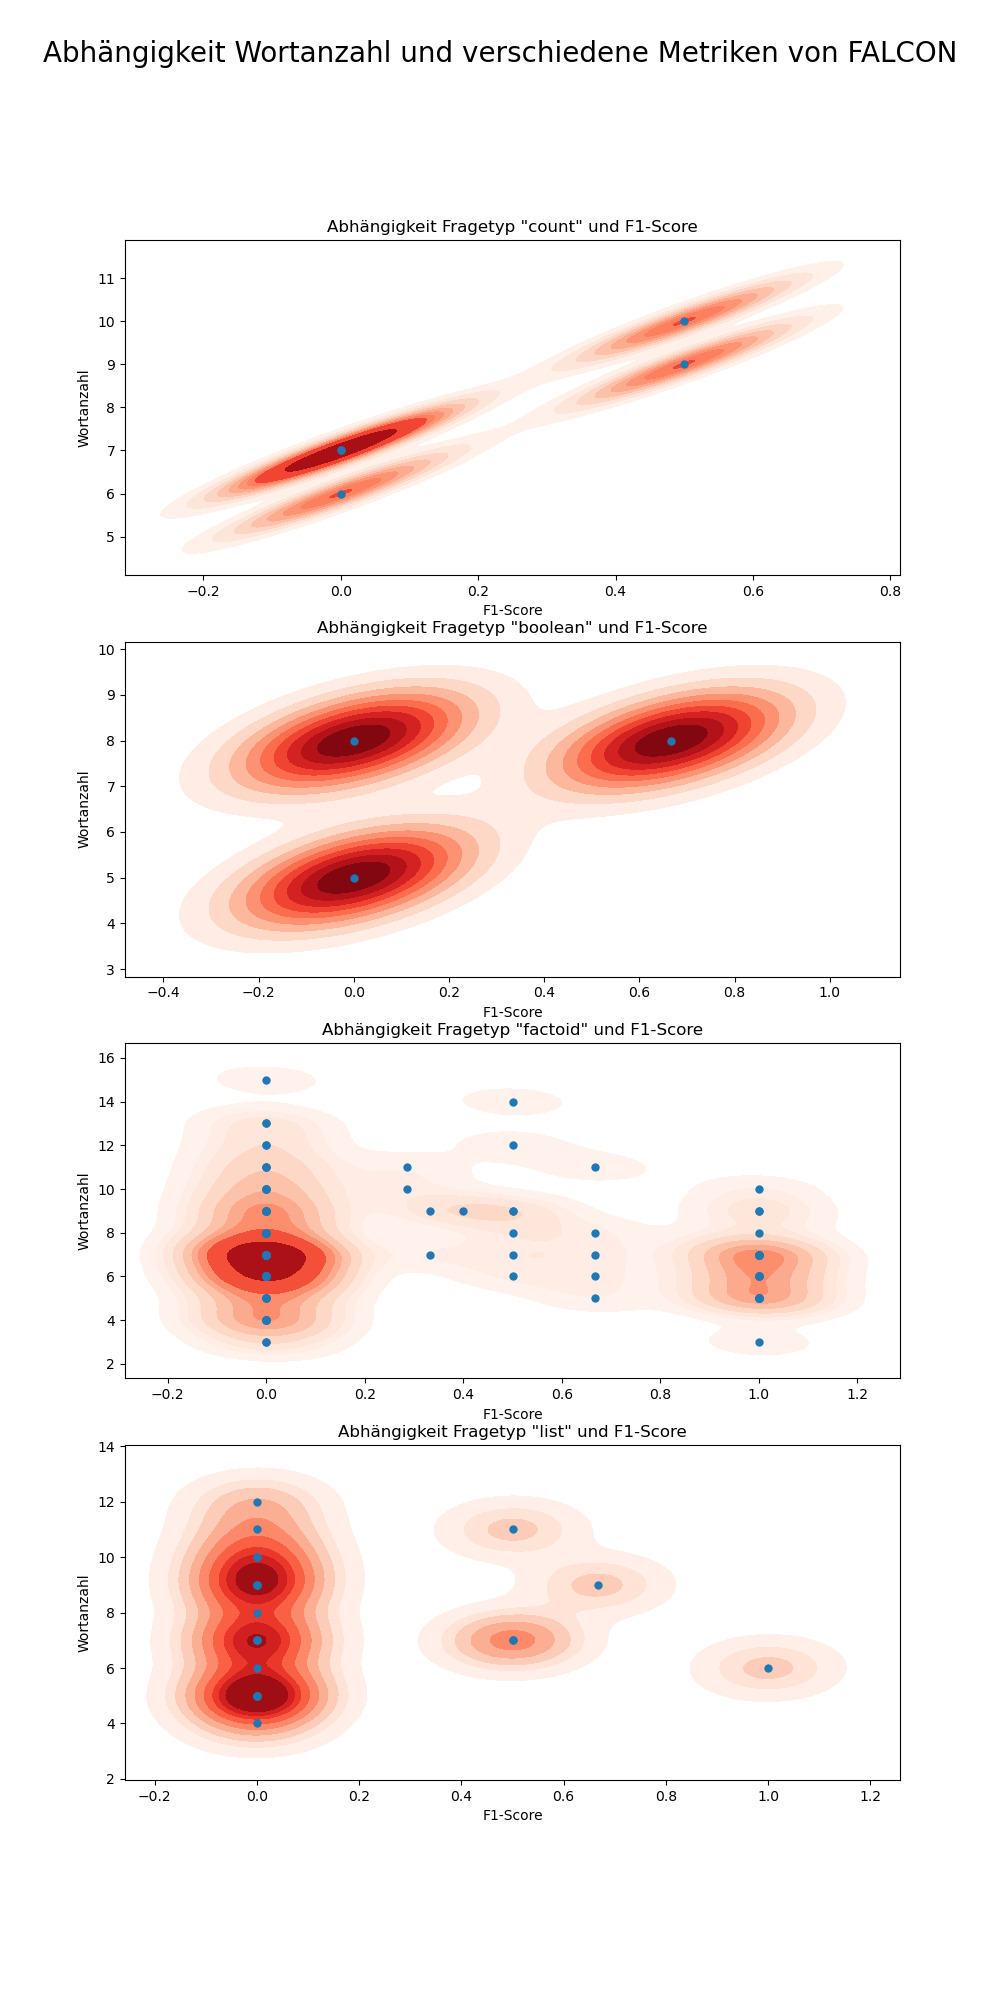 Abhängigkeit Wortanzahl und verschiedene Metriken von FALCON
Abhängigkeit Fragetyp "count" und F1-Score
11
10
9
8
7
6
5
Wortanzahl
−0.2 0.0 0.2 0.4 0.6 0.8
F1-Score
Abhängigkeit Fragetyp "boolean" und F1-Score
10
9
8
7
6
5
4
3
Wortanzahl
−0.4 −0.2 0.0 0.2 0.4 0.6 0.8 1.0
F1-Score
Abhängigkeit Fragetyp "factoid" und F1-Score
16
14
12
10
8
6
4
2
Wortanzahl
−0.2 0.0 0.2 0.4 0.6 0.8 1.0 1.2
F1-Score
Abhängigkeit Fragetyp "list" und F1-Score
14
12
10
8
6
4
2
Wortanzahl
−0.2 0.0 0.2 0.4 0.6 0.8 1.0 1.2
F1-Score